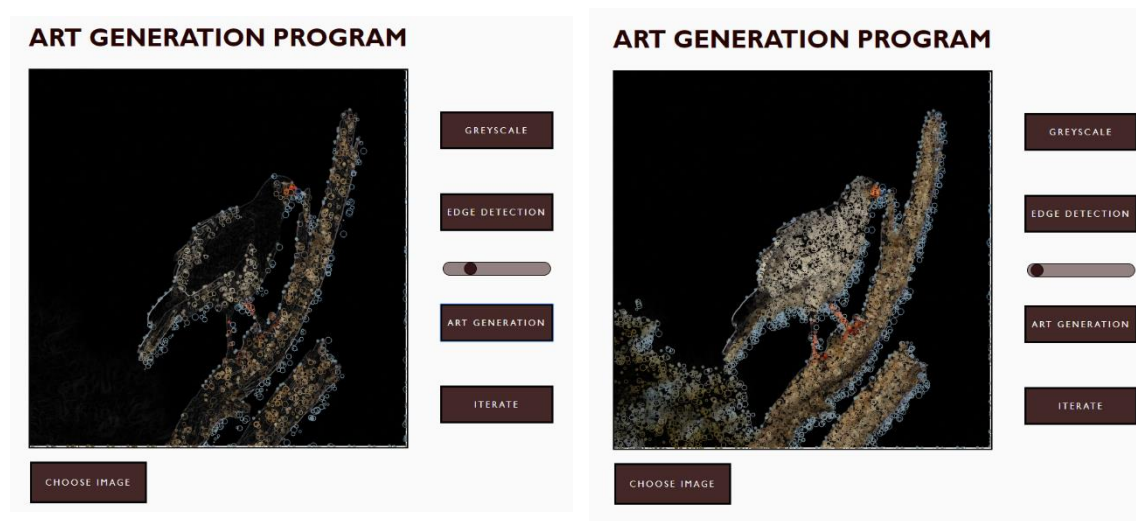 ART GENERATION PROGRAM
GREYSCALE
EDGE DETECTION
ART GENERATION
ITERATE
CHOOSE IMAGE
ART GENERATION PROGRAM
GREYSCALE
EDGE DETECTION
ART GENERATION
ITERATE
CHOOSE IMAGE